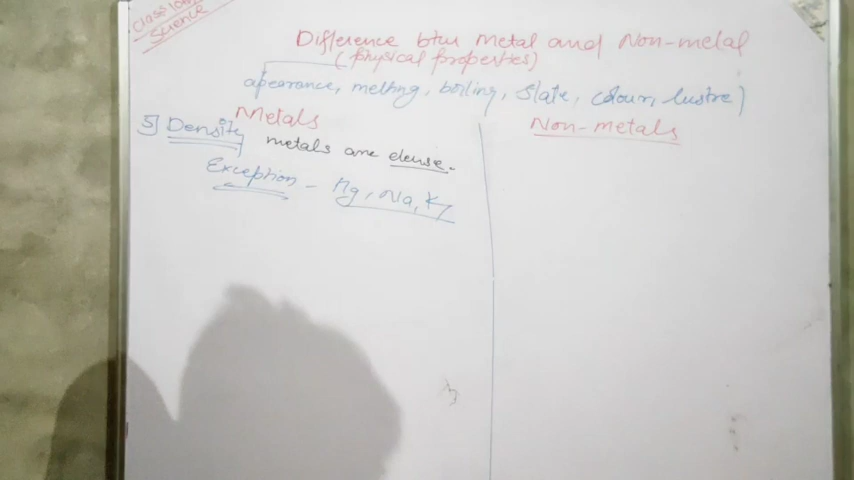 Class 10th
Science
Difference btw Metal and Non-metal
(physical properties)
apearance, melting, boiling, State, colour, lustre)
Metals
Non-metals
5] Density
metals are dense.
Exception - Hg, Na, K,